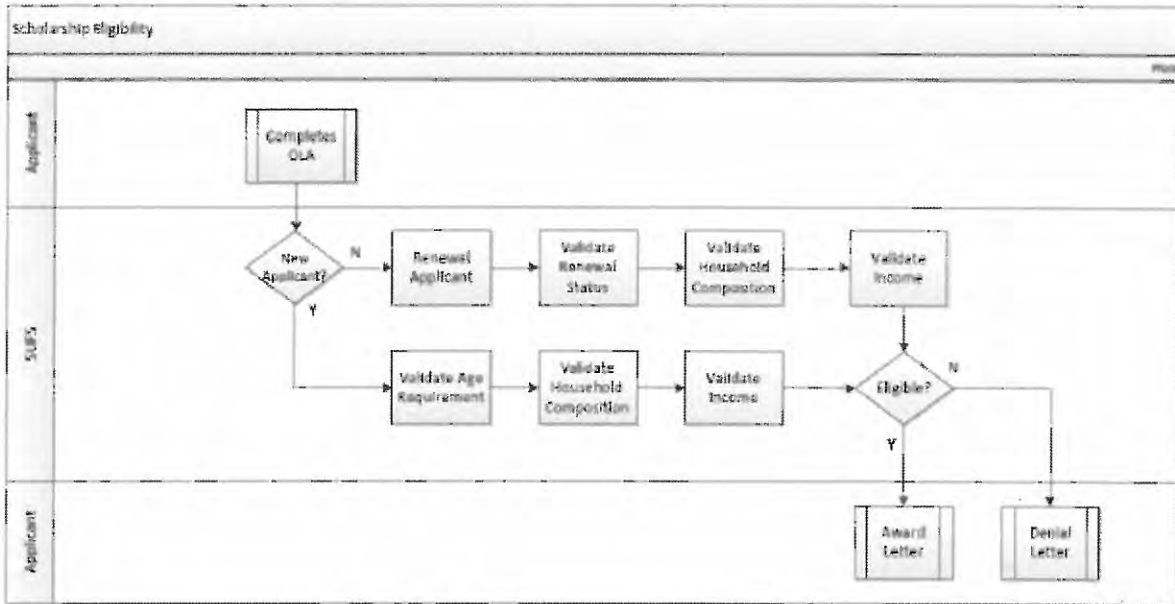 Scholarship Eligibility
Applicant
Completes
OLA
SUFS
New
Applicant?
N
Y
Renewal
Applicant
Validate
Renewal
Status
Validate
Household
Composition
Validate
Income
Validate Age
Requirement
Validate
Household
Composition
Validate
Income
Eligible?
N
Y
Applicant
Award
Letter
Denial
Letter